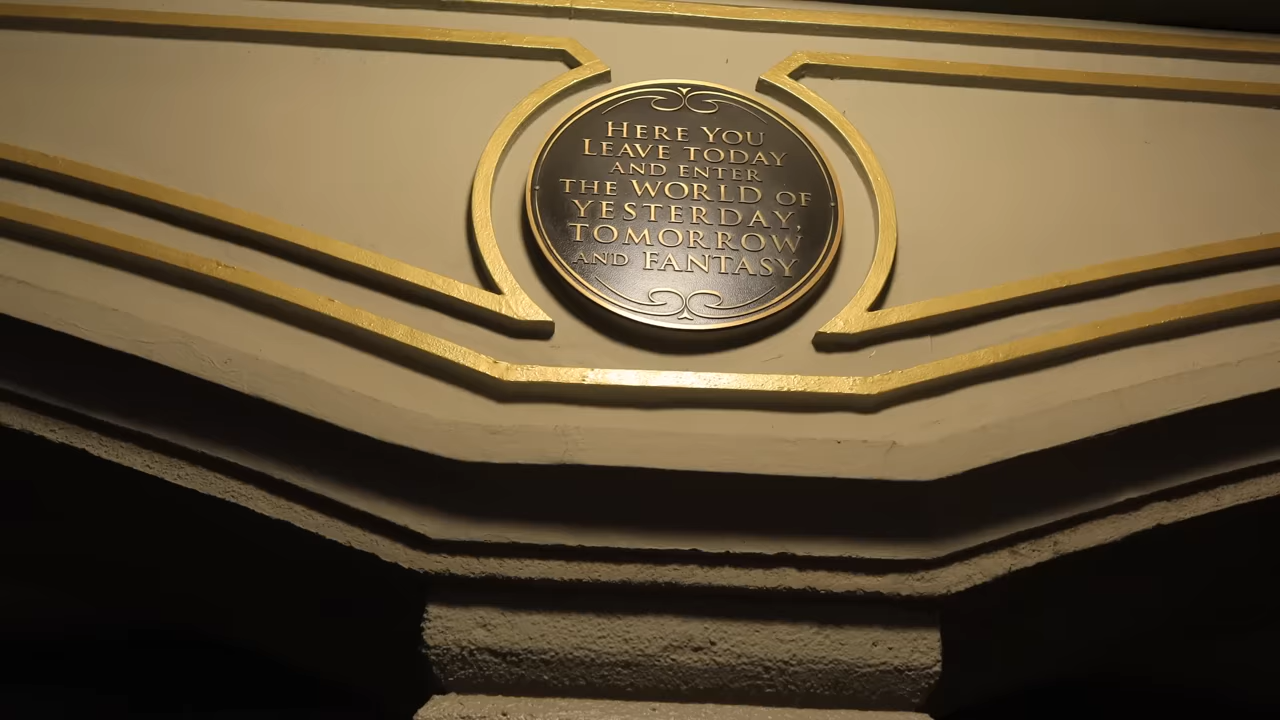 HERE YOU
LEAVE TODAY
AND ENTER
THE WORLD OF
YESTERDAY,
TOMORROW
AND FANTASY